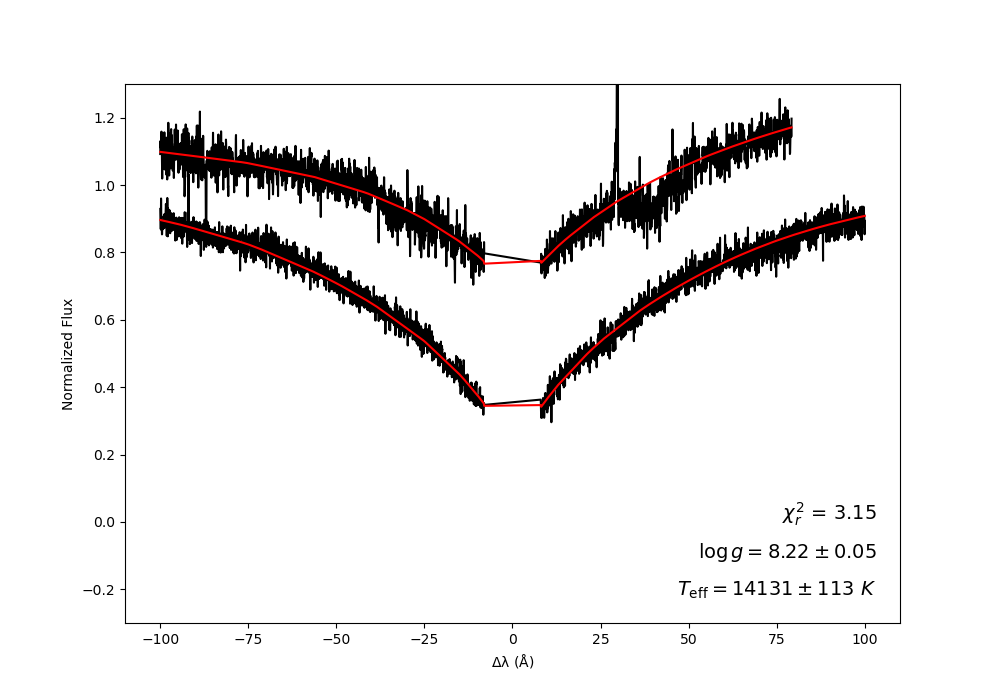 Normalized Flux
1.2
1.0
0.8
0.6
0.4
0.2
0.0
−0.2
χ²ᵣ = 3.15
log g = 8.22 ± 0.05
T_eff = 14131 ± 113 K
−100 −75 −50 −25 0 25 50 75 100
Δλ (Å)